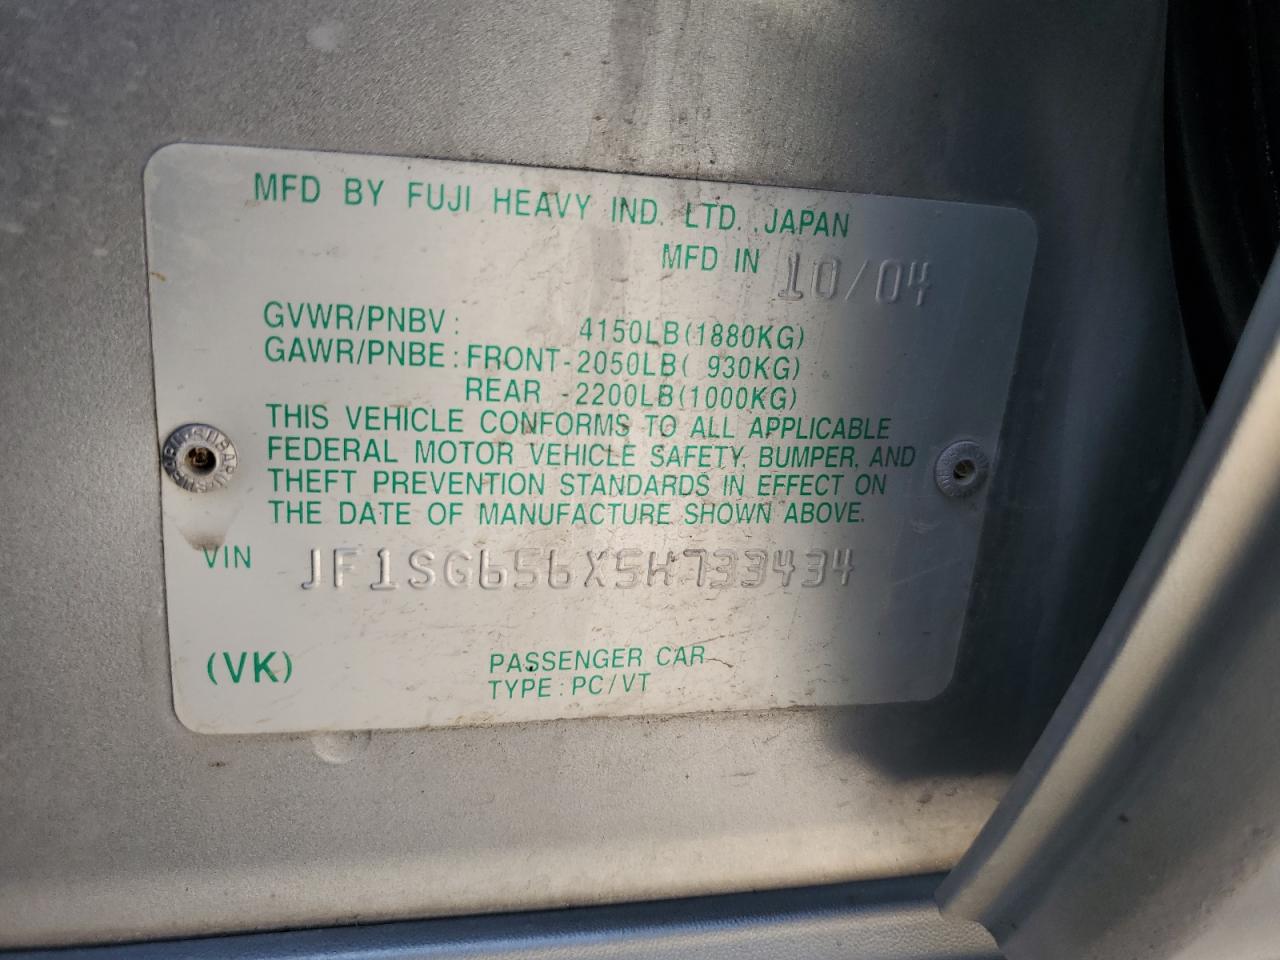 MFD BY FUJI HEAVY IND. LTD. ,JAPAN
MFD IN 10/04
GVWR/PNBV: 4150LB(1880KG)
GAWR/PNBE: FRONT-2050LB( 930KG)
REAR -2200LB(1000KG)
THIS VEHICLE CONFORMS TO ALL APPLICABLE
FEDERAL MOTOR VEHICLE SAFETY, BUMPER, AND
THEFT PREVENTION STANDARDS IN EFFECT ON
THE DATE OF MANUFACTURE SHOWN ABOVE.
VIN JF1SG656X5H733434
(VK) PASSENGER CAR
TYPE: PC/VT